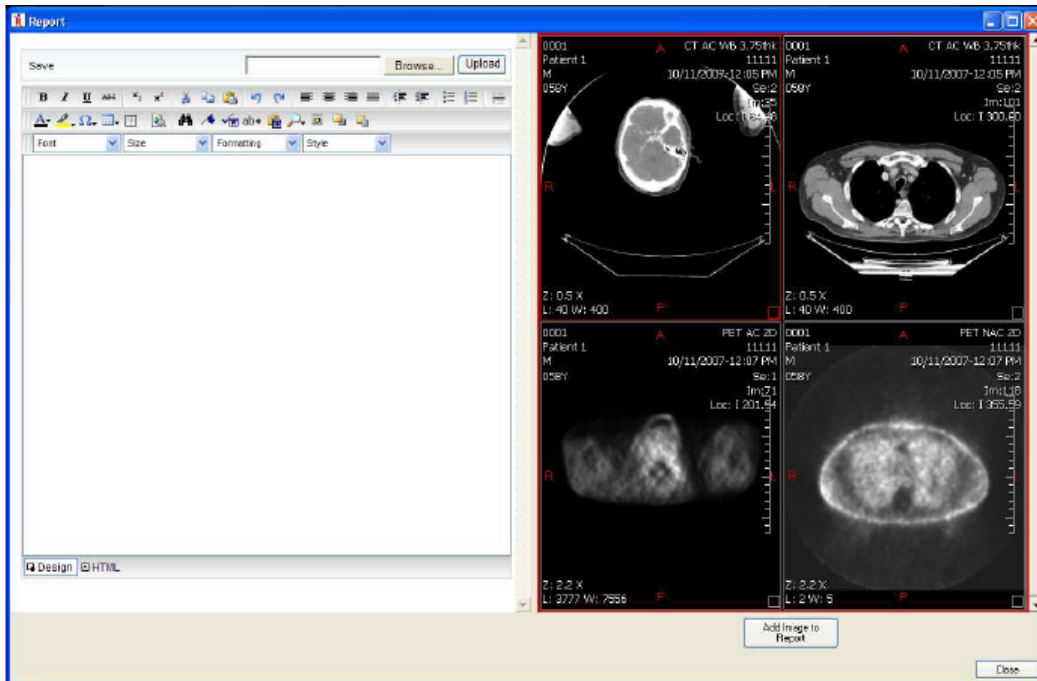 Report
Save Browse... Upload
B I U ABC
Font Size Formatting Style
Design HTML
0001 A CT AC WB 3.75thk
Patient 1 11111
M 10/11/2007-12:05 PM
058Y Se:2
Im:35
R
Z: 0.5 X
L: 40 W: 400 P
0001 A CT AC WB 3.75thk
Patient 1 11111
M 10/11/2007-12:05 PM
058Y Se:2
Im:101
Loc: I 300.60
R L
Z: 0.5 X
L: 40 W: 400 P
0001 A PET AC 2D
Patient 1 11111
M 10/11/2007-12:07 PM
058Y Se:1
Im:71
Loc: I 201.54
R L
Z: 2.2 X
L: 3777 W: 7556 P
0001 A PET NAC 2D
Patient 1 11111
M 10/11/2007-12:07 PM
058Y Se:2
Im:118
Loc: I 355.59
R L
Z: 2.2 X
L: 2 W: 5 P
Add Image to
Report
Close